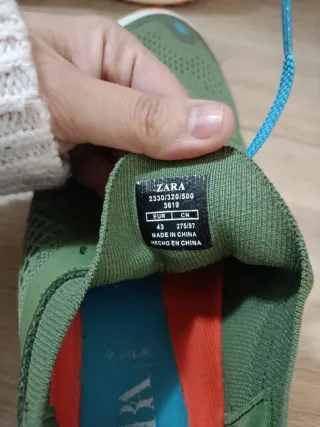 ZARA
2330/320/500
3619
EUR CN
43 275/97
MADE IN CHINA
HECHO EN CHINA